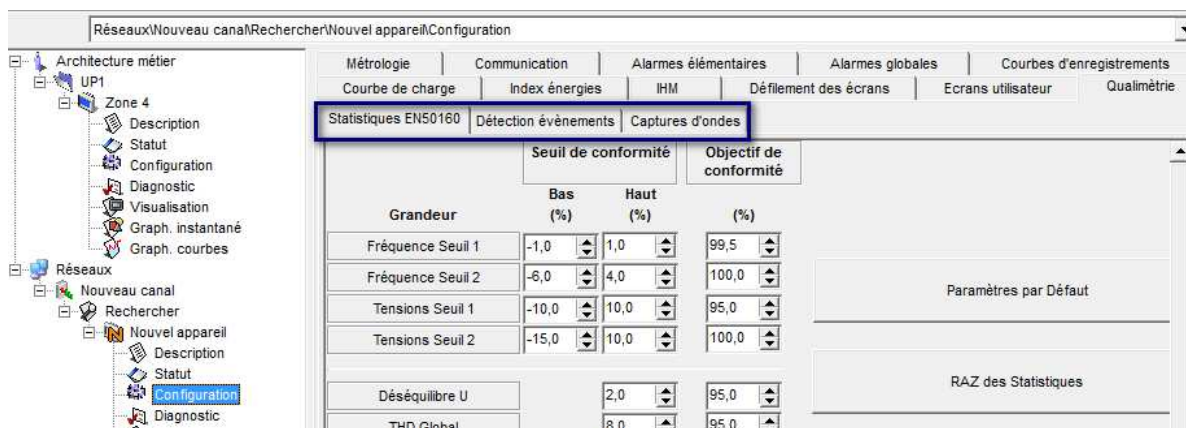 Réseaux\Nouveau canal\Rechercher\Nouvel appareil\Configuration
Architecture métier
UP1
Zone 4
Description
Statut
Configuration
Diagnostic
Visualisation
Graph. instantané
Graph. courbes
Réseaux
Nouveau canal
Rechercher
Nouvel appareil
Description
Statut
Configuration
Diagnostic
Métrologie Communication Alarmes élémentaires Alarmes globales Courbes d'enregistrements
Courbe de charge Index énergies IHM Défilement des écrans Ecrans utilisateur Qualimètrie
Statistiques EN50160 Détection évènements Captures d'ondes
Seuil de conformité Objectif de
conformité
Bas Haut
Grandeur (%) (%) (%)
Fréquence Seuil 1 -1,0 1,0 99,5
Fréquence Seuil 2 -6,0 4,0 100,0
Tensions Seuil 1 -10,0 10,0 95,0
Tensions Seuil 2 -15,0 10,0 100,0
Déséquilibre U 2,0 95,0
THD Global 8,0 95,0
Paramètres par Défaut
RAZ des Statistiques